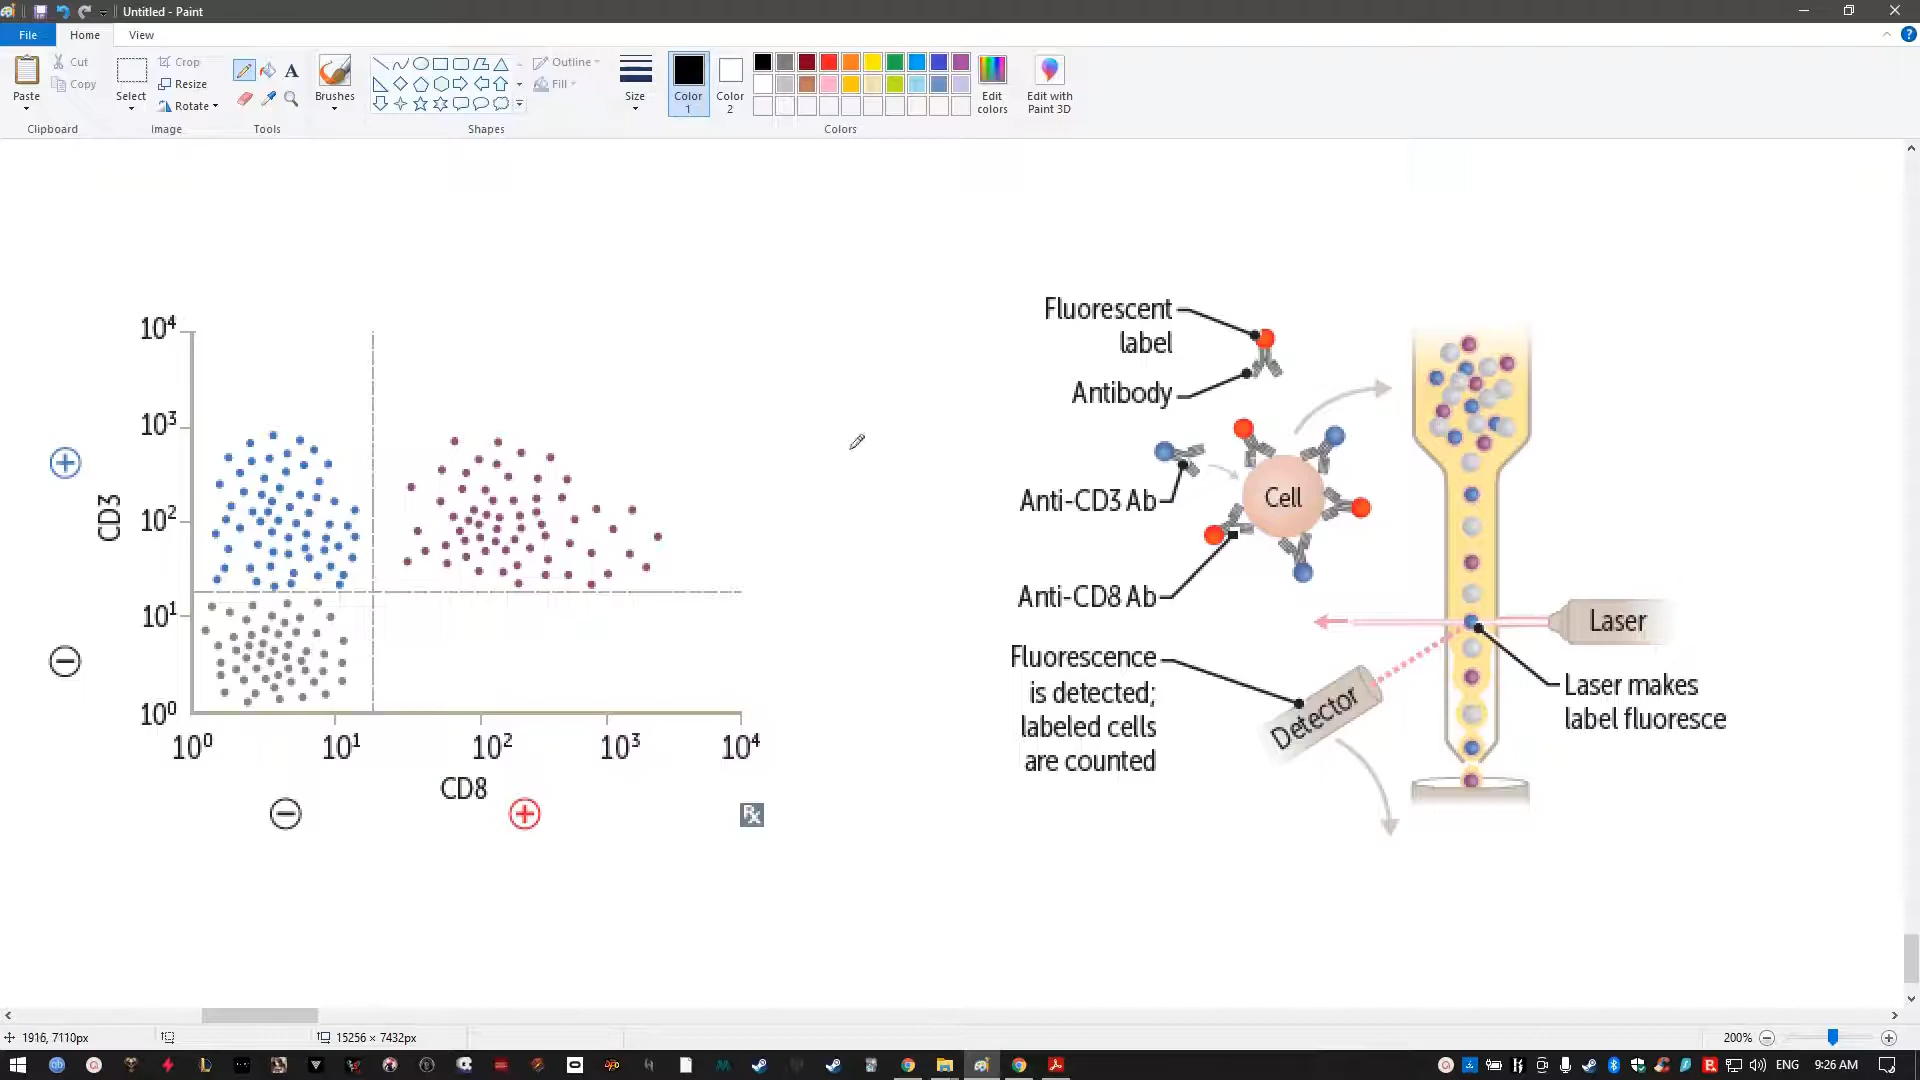 Untitled - Paint
File
Home
View
Paste
Cut
Copy
Clipboard
Select
Crop
Resize
Rotate
Image
A
Tools
Brushes
Shapes
Outline
Fill
Size
Color
1
Color
2
Edit
colors
Colors
Edit with
Paint 3D
10⁴
10³
10²
10¹
10⁰
CD3
+
−
10⁰
10¹
10²
10³
10⁴
CD8
−
+
Rx
Fluorescent
label
Antibody
Anti-CD3 Ab
Cell
Anti-CD8 Ab
Fluorescence
is detected;
labeled cells
are counted
Detector
Laser
Laser makes
label fluoresce
1916, 7110px
15256 × 7432px
200%
ENG
9:26 AM